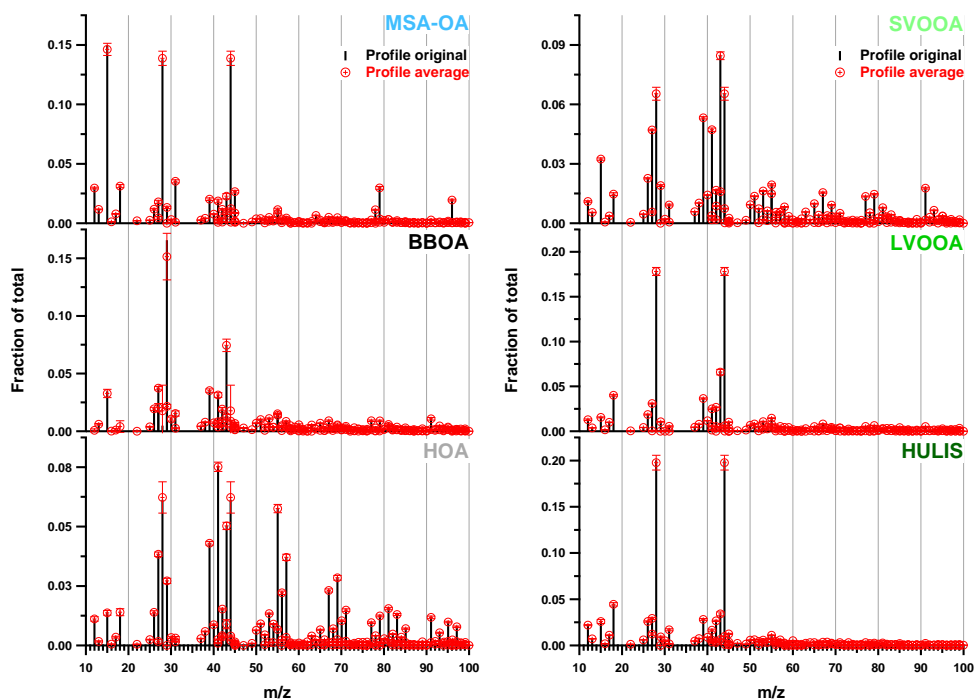 MSA-OA
Profile original
Profile average
0.15
0.10
0.05
0.00
BBOA
0.15
0.10
0.05
0.00
HOA
0.08
0.05
0.03
0.00
Fraction of total
10 20 30 40 50 60 70 80 90 100
m/z
SVOOA
Profile original
Profile average
0.09
0.06
0.03
0.00
LVOOA
0.20
0.15
0.10
0.05
0.00
HULIS
0.20
0.15
0.10
0.05
0.00
Fraction of total
10 20 30 40 50 60 70 80 90 100
m/z